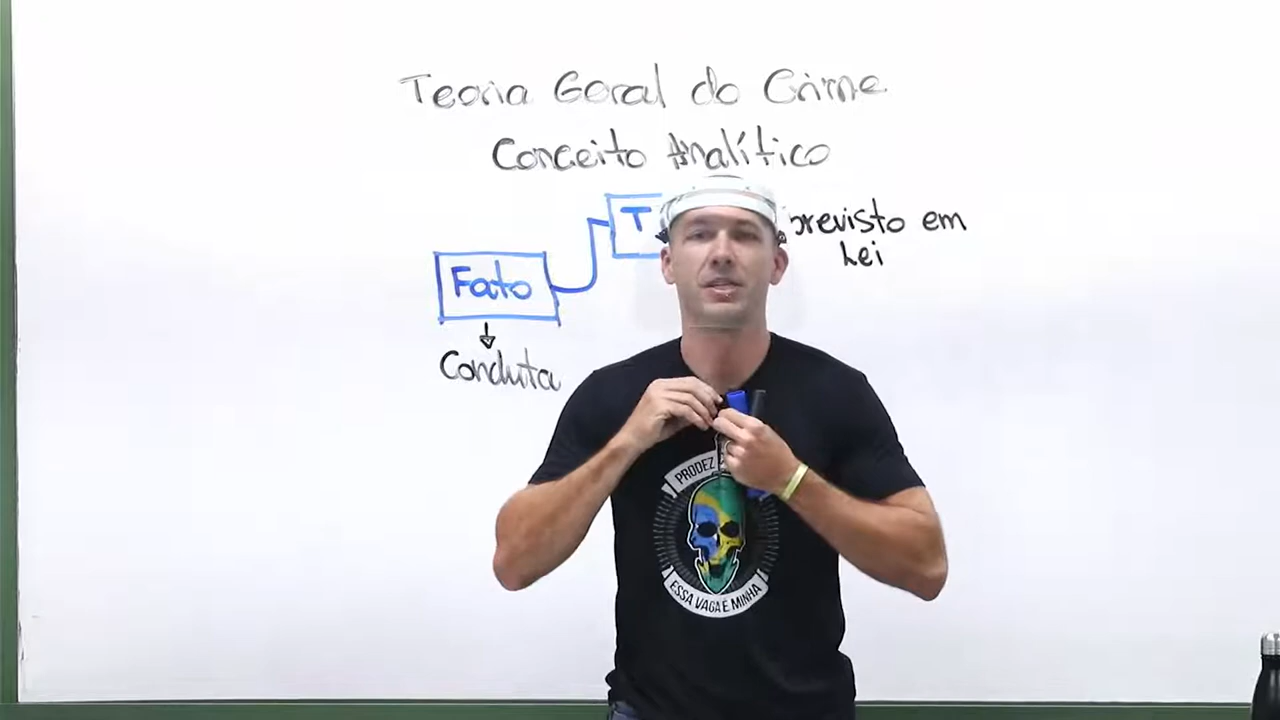 Teoria Geral do Crime
Conceito Analítico
T
previsto em
Lei
Fato
Conduta
PRODEZ
ESSA VAGA É MINHA